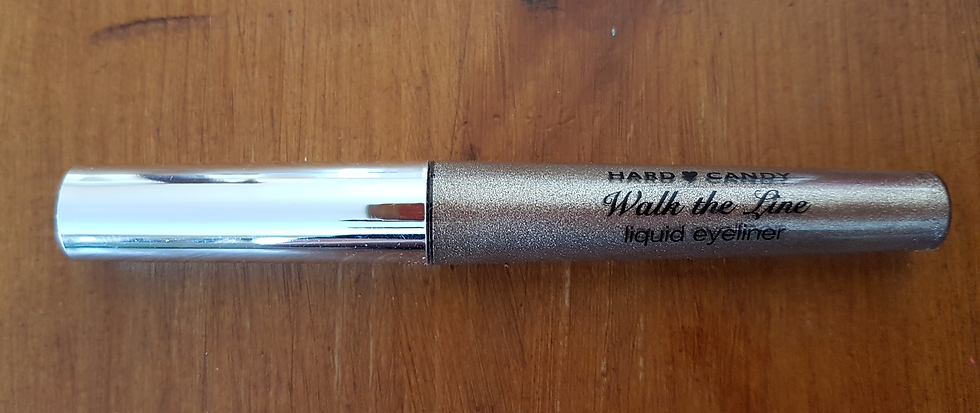 HARD ♥ CANDY
Walk the Line
liquid eyeliner